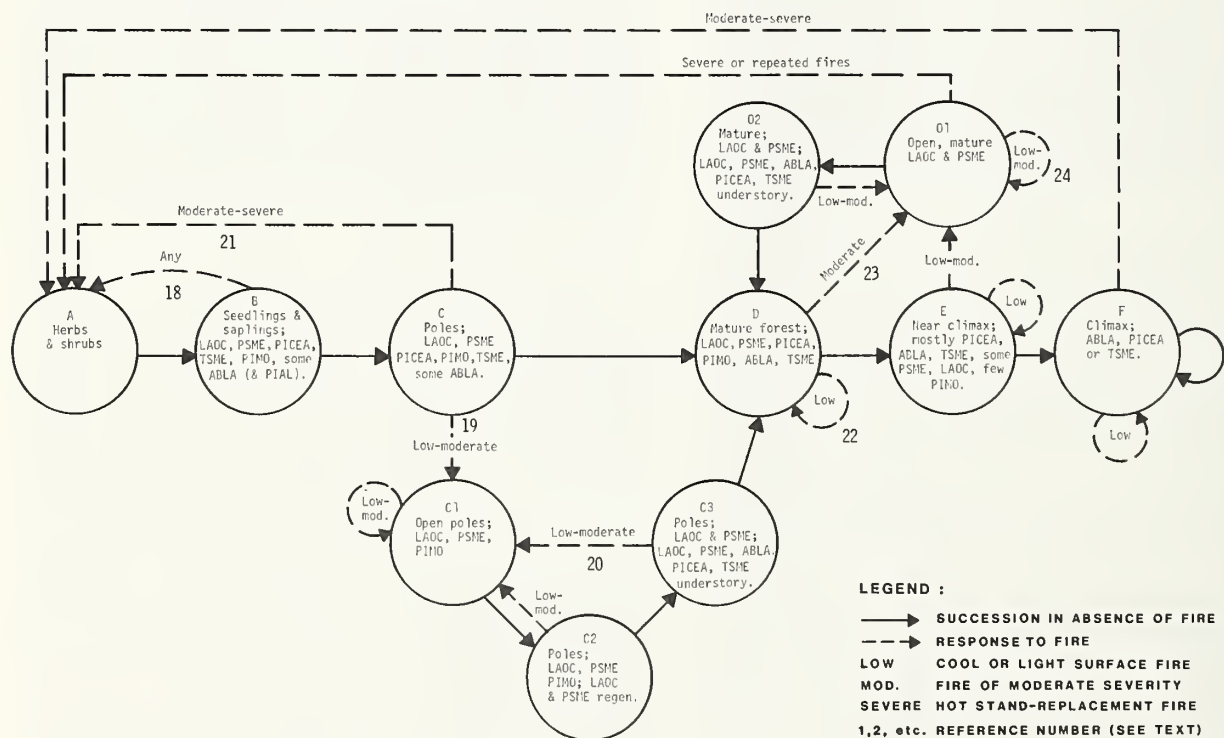 Moderate-severe
Severe or repeated fires
02
Mature;
LAOC & PSME;
LAOC, PSME, ABLA,
PICEA, TSME
understory.
01
Open, mature
LAOC & PSME
Low-
mod.
24
Low-mod.
Moderate-severe
21
Any
18
Moderate
23
Low-mod.
Low
A
Herbs
& shrubs
B
Seedlings &
saplings;
LAOC, PSME, PICEA,
TSME, PIMO, some
ABLA (& PIAL).
C
Poles;
LAOC, PSME
PICEA, PIMO, TSME,
some ABLA.
D
Mature forest;
LAOC, PSME, PICEA,
PIMO, ABLA, TSME
E
Near climax;
mostly PICEA,
ABLA, TSME, some
PSME, LAOC, few
PIMO.
F
Climax;
ABLA, PICEA
or TSME.
Low
22
Low
19
Low-moderate
Low-
mod.
C1
Open poles;
LAOC, PSME,
PIMO
Low-moderate
20
C3
Poles;
LAOC & PSME;
LAOC, PSME, ABLA.
PICEA, TSME
understory.
Low-
mod.
C2
Poles;
LAOC, PSME
PIMO; LAOC
& PSME regen.
LEGEND :
SUCCESSION IN ABSENCE OF FIRE
RESPONSE TO FIRE
LOW COOL OR LIGHT SURFACE FIRE
MOD. FIRE OF MODERATE SEVERITY
SEVERE HOT STAND-REPLACEMENT FIRE
1,2, etc. REFERENCE NUMBER (SEE TEXT)